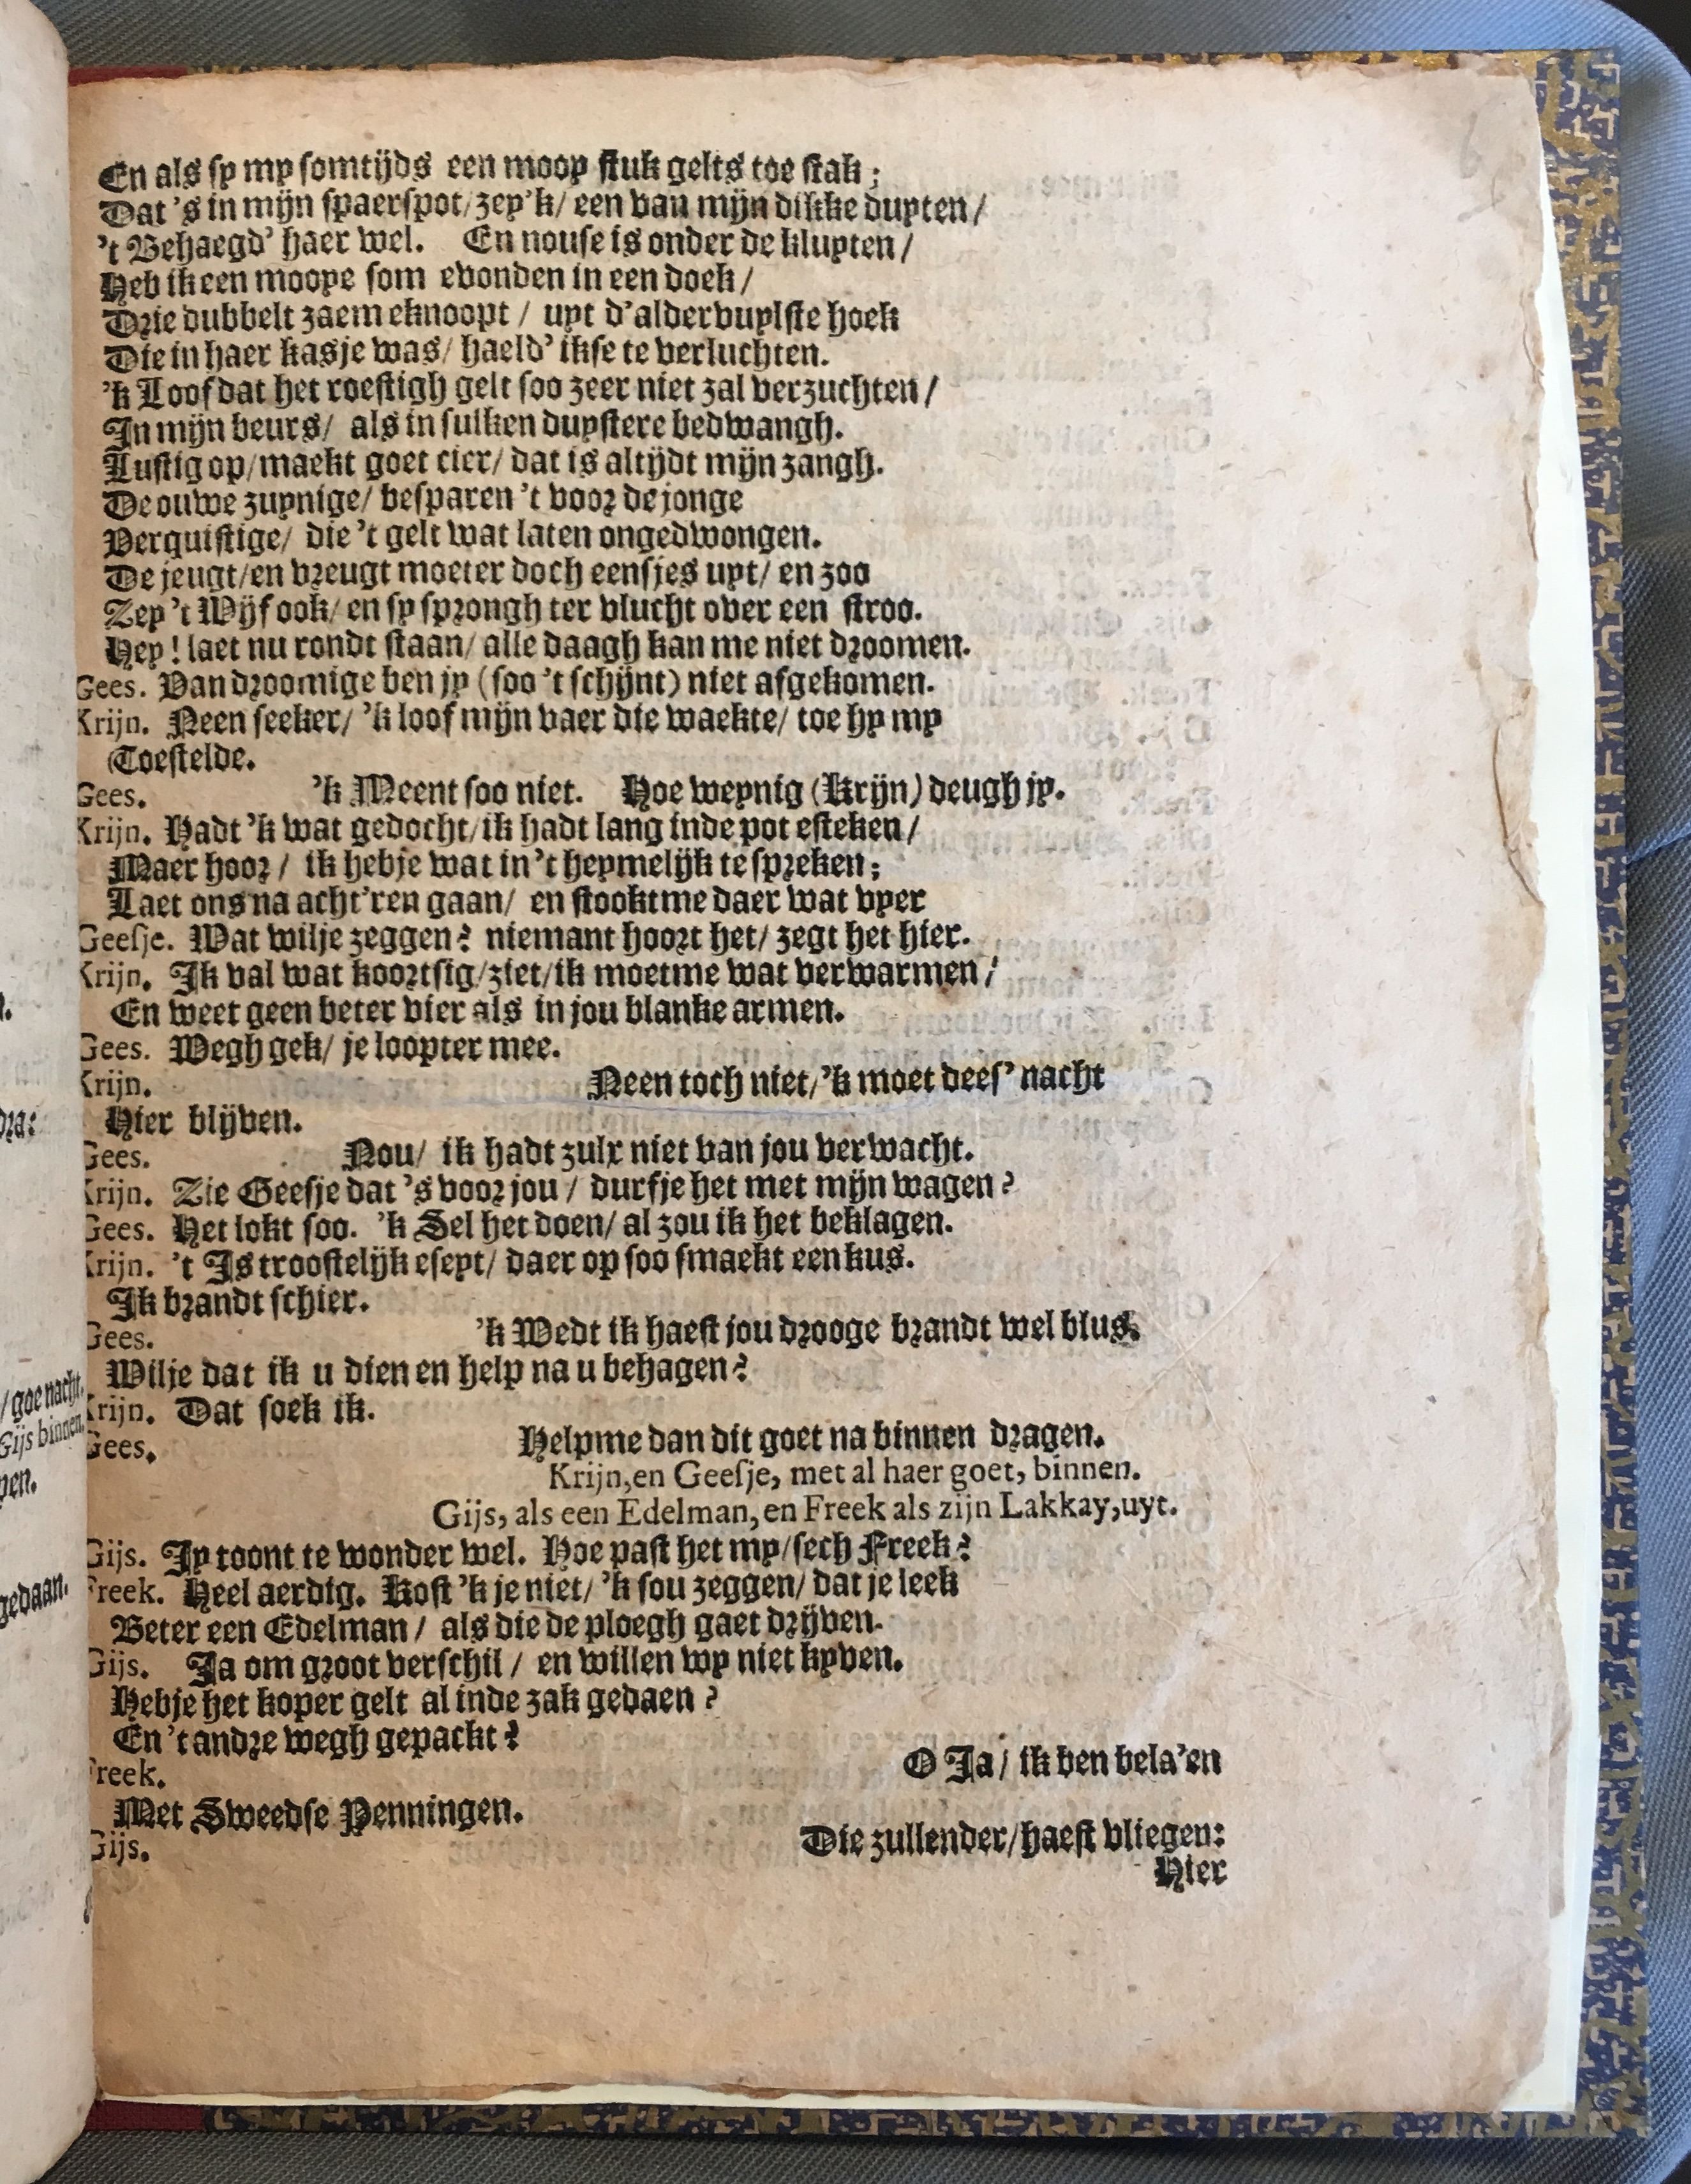 En als sy my somtijds een mooy stuk gelts toe stak;
Dat 's in mijn spaerspot/ zey'k/ een van mijn dikke duyten/
't Behaegd' haer wel. En nou se is onder de kluyten/
Heb ik een mooye som evonden in een doek/
Drie dubbelt zaem eknoopt / uyt d'aldervuylste hoek
Die in haer kasje was/ haeld' ikse te verluchten.
'k Loof dat het roestigh gelt soo zeer niet zal verzuchten /
In mijn beurs/ als in sulken duystere bedwangh.
Lustig op/ maekt goet cier/ dat is altijdt mijn zangh.
De ouwe zuynige/ besparen 't voor de jonge
Verquistige/ die 't gelt wat laten ongedwongen.
De jeugt/ en vreugt moeter doch eensjes uyt/ en zoo
Zey 't Wijf ook/ en sy sprongh ter vlucht over een stroo.
Hey! laet nu rondt staan/ alle daagh kan me niet droomen.
Gees. Van droomige ben jy (soo 't schijnt) niet afgekomen.
Krijn. Neen seeker/ 'k loof mijn vaer die waekte/ toe hy my
Toestelde.
Gees. 'k Meent soo niet. Hoe weynig (Krijn) deugh jy.
Krijn. Hadt 'k wat gedocht/ ik hadt lang inde pot esteken/
Maer hoor / ik hebje wat in 't heymelijk te spreken;
Laet ons na acht'ren gaan/ en stooktme daer wat vyer
Geesje. Wat wilje zeggen? niemant hoort het/ zegt het hier.
Krijn. Ik val wat koortsig/ ziet/ ik moetme wat verwarmen /
En weet geen beter vier als in jou blanke armen.
Gees. Wegh gek/ je loopter mee.
Krijn. Neen toch niet/ 'k moet dees' nacht
Hier blijven.
Gees. Nou/ ik hadt zulx niet van jou verwacht.
Krijn. Zie Geesje dat 's voor jou / durfje het met mijn wagen?
Gees. Het lokt soo. 'k Sel het doen/ al zou ik het beklagen.
Krijn. 't Is troostelijk eseyt/ daer op soo smaekt een kus.
Ik brandt schier.
Gees. 'k Wedt ik haest jou drooge brandt wel blus.
Wilje dat ik u dien en help na u behagen?
Krijn. Dat soek ik.
Gees. Helpme dan dit goet na binnen dragen.
Krijn, en Geesje, met al haer goet, binnen.
Gijs, als een Edelman, en Freek als zijn Lakkay, uyt.
Gijs. Jy toont te wonder wel. Hoe past het my/ sech Freek?
Freek. Heel aerdig. Kost 'k je niet/ 'k sou zeggen/ dat je leek
Beter een Edelman / als die de ploegh gaet drijven.
Gijs. Ja om groot verschil / en willen wy niet kyven.
Hebje het koper gelt al inde zak gedaen?
En 't andre wegh gepackt?
Freek. O Ja/ ik ben bela'en
Met Sweedse Penningen.
Gijs. Die zullender/ haest vliegen:
Hier